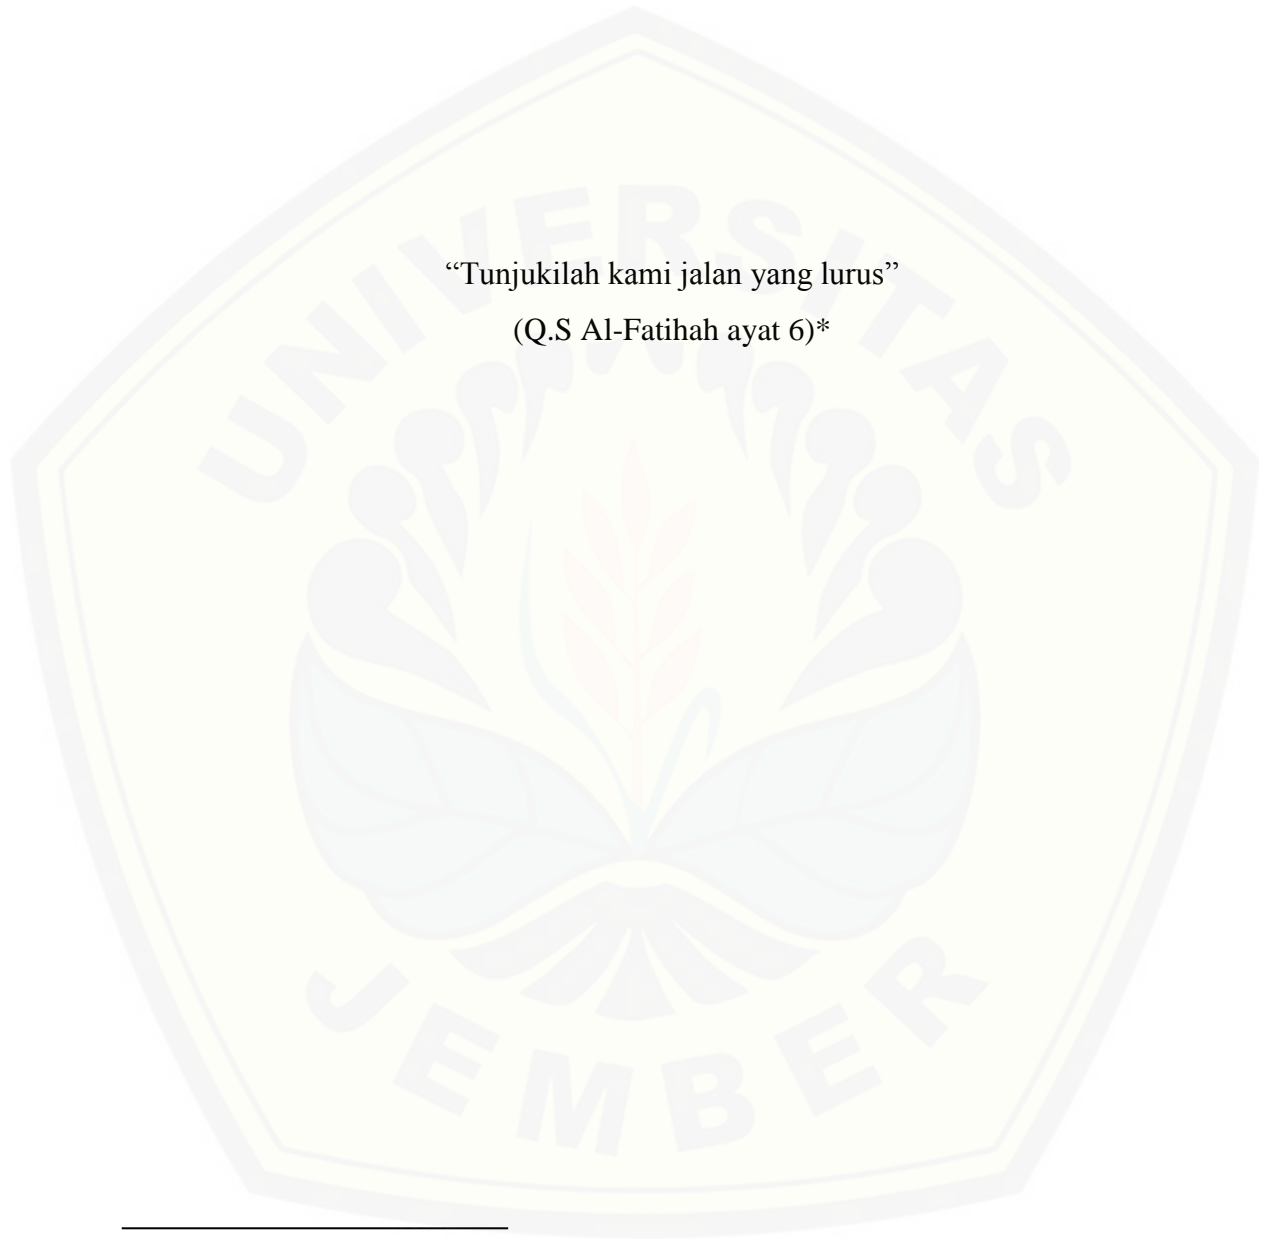 UNIVERSITAS
“Tunjukilah kami jalan yang lurus”
(Q.S Al-Fatihah ayat 6)*
JEMBER